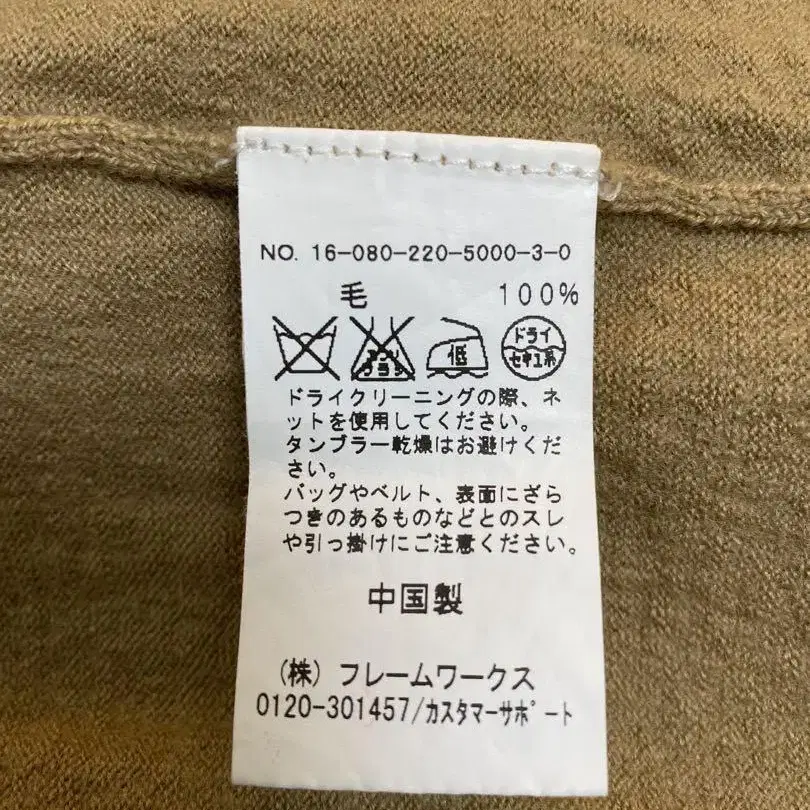 NO. 16-080-220-5000-3-0
毛 100%
エンソ
フラシ
低
ドライ
セキユ系
ドライクリーニングの際、ネ
ットを使用してください。
タンブラー乾燥はお避けくだ
さい。
バッグやベルト、表面にざら
つきのあるものなどとのスレ
や引っ掛けにご注意ください。
中国製
(株) フレームワークス
0120-301457/カスタマーサポート